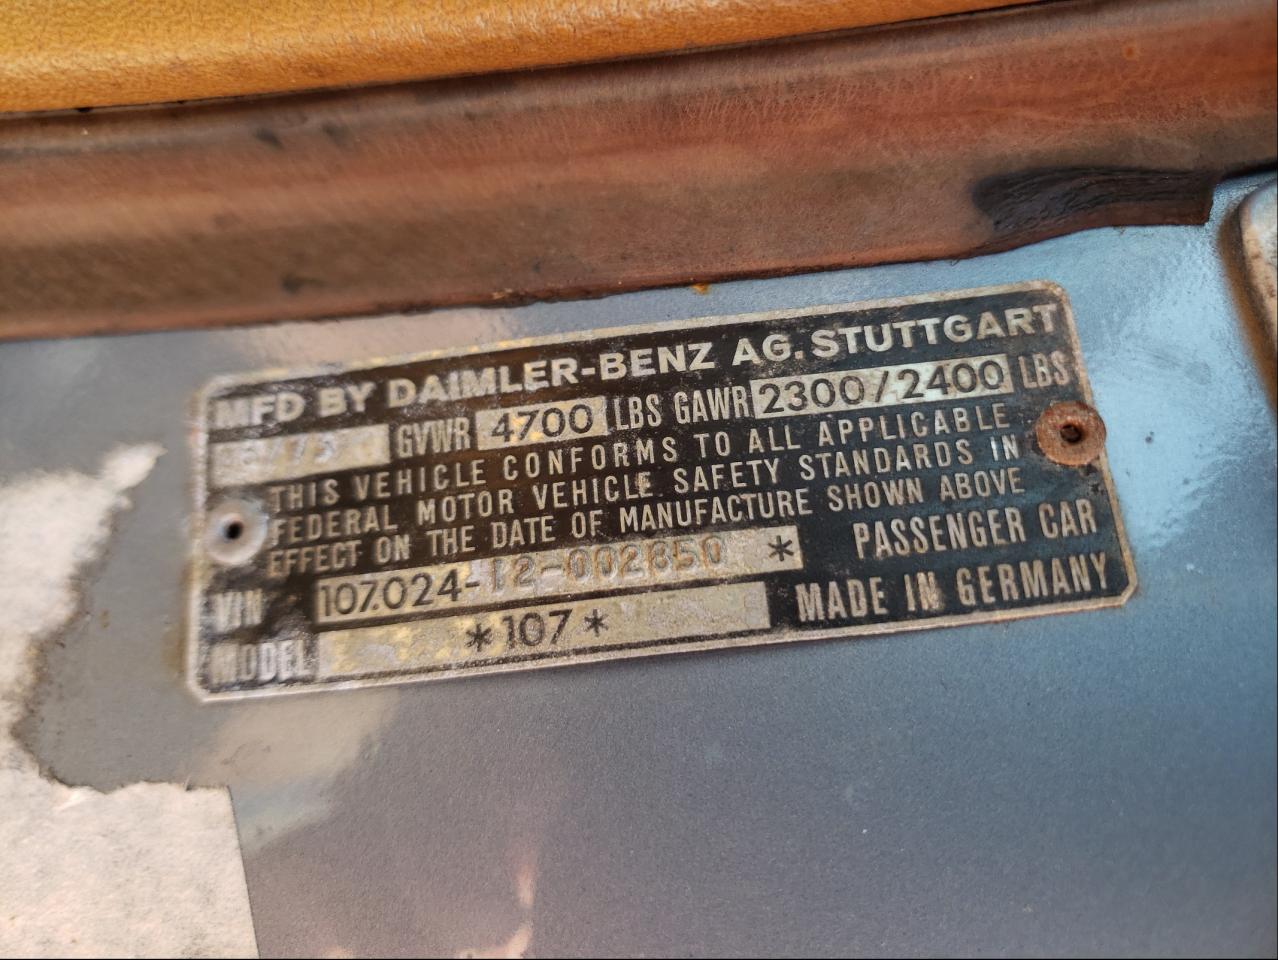 MFD BY DAIMLER-BENZ AG. STUTTGART
GVWR 4700 LBS GAWR 2300/2400 LBS
THIS VEHICLE CONFORMS TO ALL APPLICABLE
FEDERAL MOTOR VEHICLE SAFETY STANDARDS IN
EFFECT ON THE DATE OF MANUFACTURE SHOWN ABOVE
VIN 107.024-12-002850 * PASSENGER CAR
MODEL *107* MADE IN GERMANY